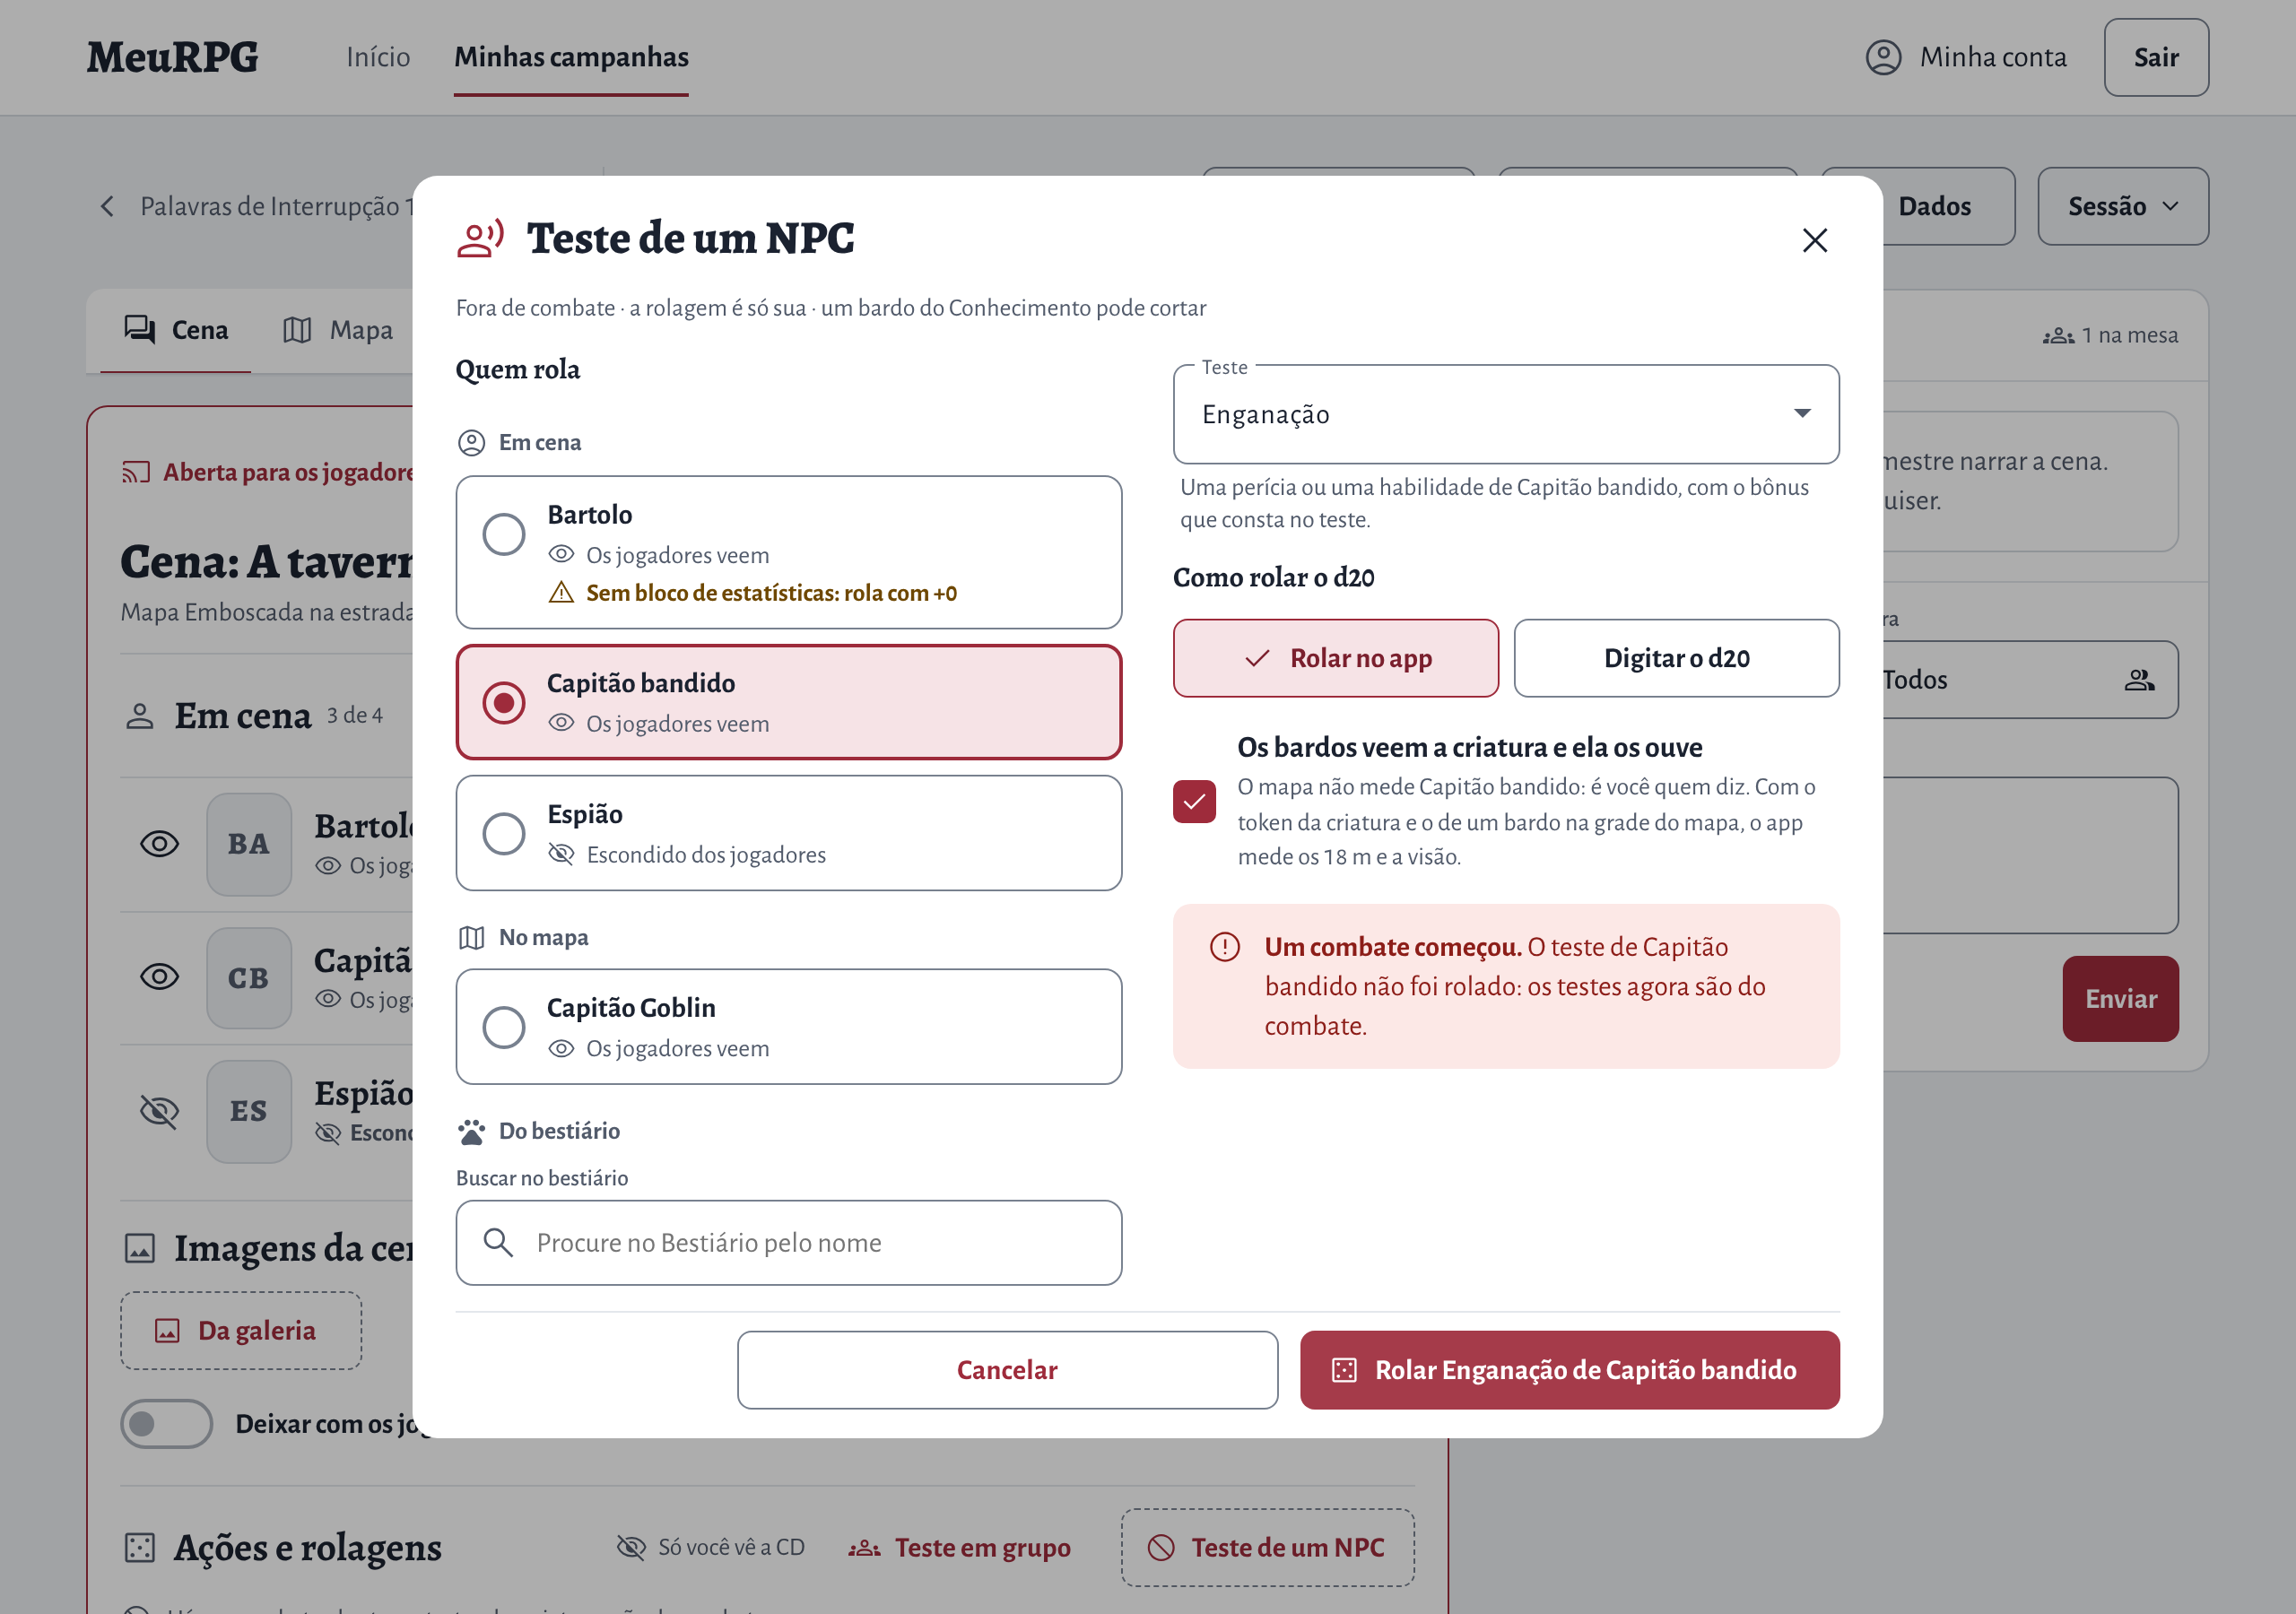 MeuRPG
Início
Minhas campanhas
Minha conta
Sair
Palavras de Interrupção
Dados
Sessão
Cena
Mapa
1 na mesa
Aberta para os jogadore
Cena: A taver
Mapa Emboscada na estrada
Em cena 3 de 4
BA
Bartol
Os jog
CB
Capitã
Os jog
ES
Espião
Escon
Imagens da ce
Da galeria
Deixar com os jog
Ações e rolagens
Só você vê a CD
Teste em grupo
Teste de um NPC
mestre narrar a cena.
uiser.
ra
Todos
Enviar
Teste de um NPC
Fora de combate · a rolagem é só sua · um bardo do Conhecimento pode cortar
Quem rola
Em cena
Bartolo
Os jogadores veem
Sem bloco de estatísticas: rola com +0
Capitão bandido
Os jogadores veem
Espião
Escondido dos jogadores
No mapa
Capitão Goblin
Os jogadores veem
Do bestiário
Buscar no bestiário
Procure no Bestiário pelo nome
Teste
Enganação
Uma perícia ou uma habilidade de Capitão bandido, com o bônus
que consta no teste.
Como rolar o d20
Rolar no app
Digitar o d20
Os bardos veem a criatura e ela os ouve
O mapa não mede Capitão bandido: é você quem diz. Com o
token da criatura e o de um bardo na grade do mapa, o app
mede os 18 m e a visão.
Um combate começou. O teste de Capitão
bandido não foi rolado: os testes agora são do
combate.
Cancelar
Rolar Enganação de Capitão bandido